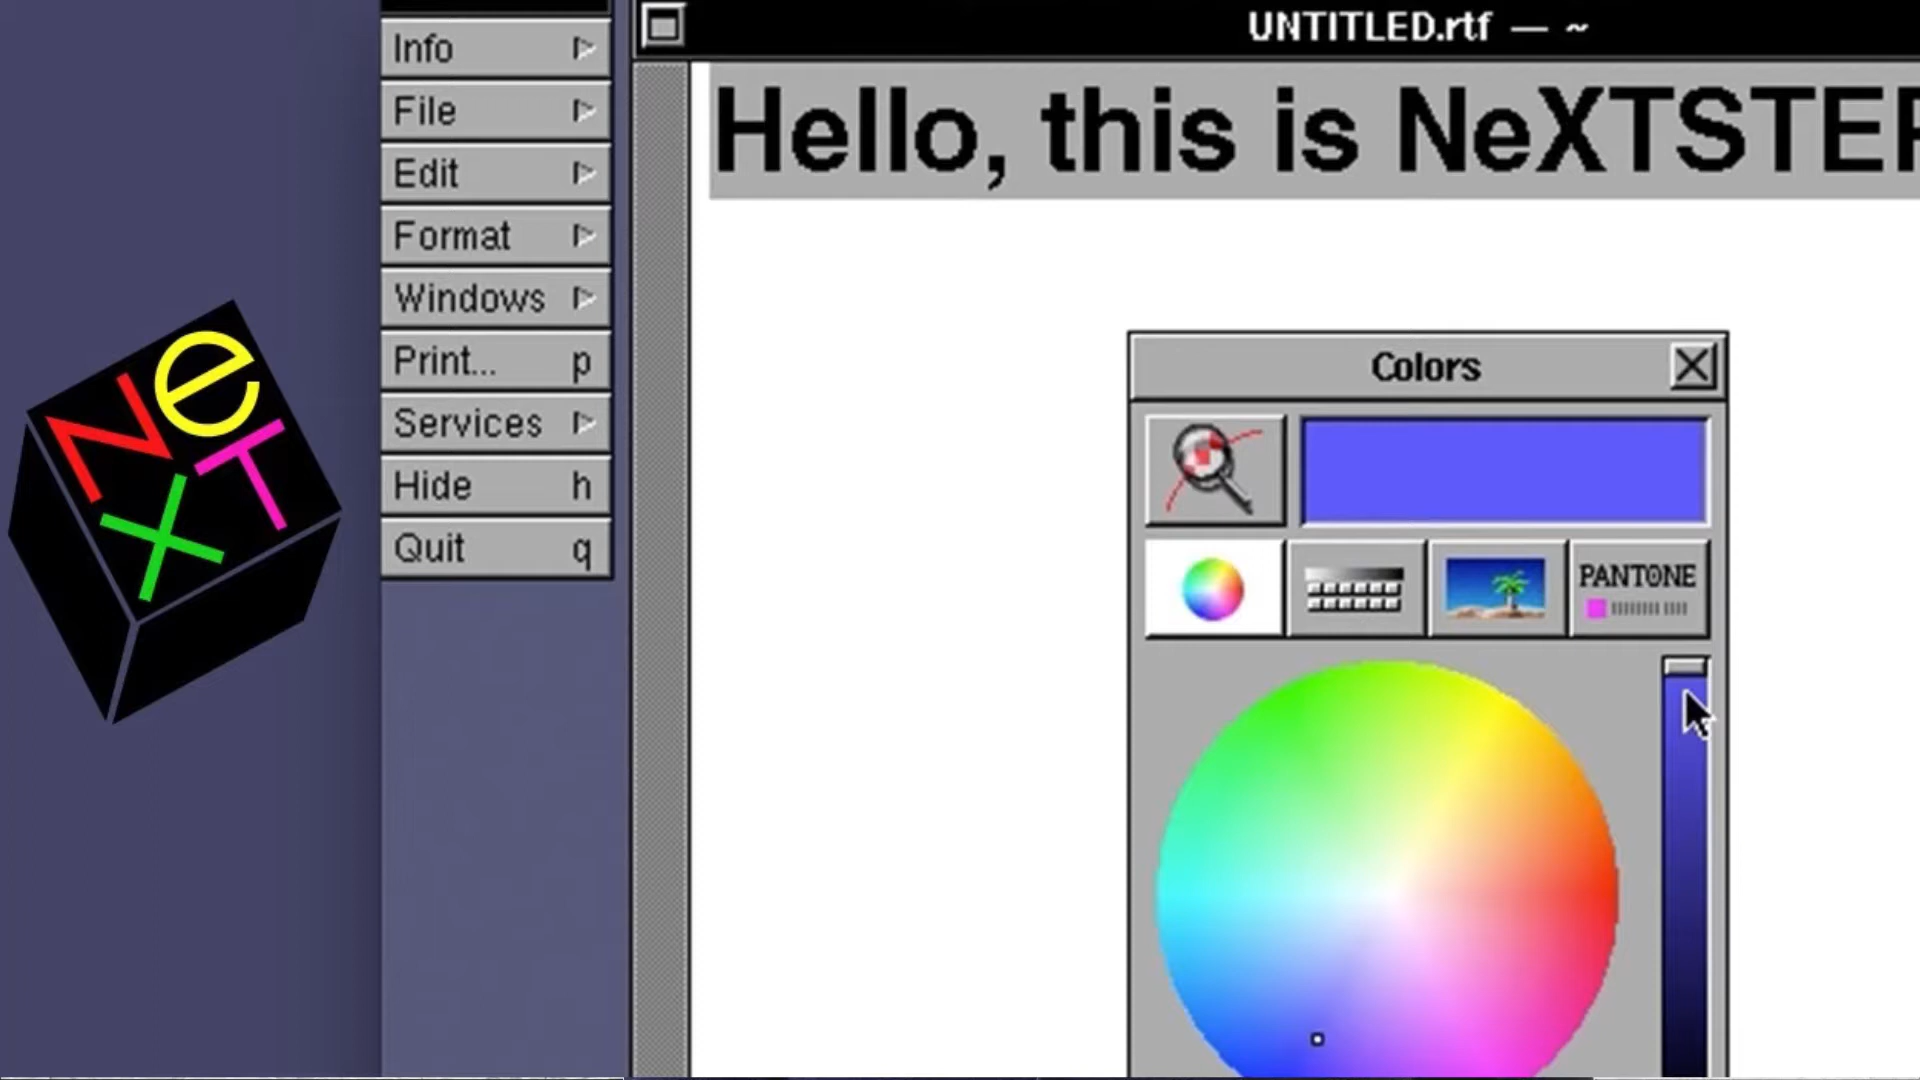 Info
File
Edit
Format
Windows
Print... p
Services
Hide h
Quit q
NeXT
UNTITLED.rtf — ~
Hello, this is NeXTSTEP
Colors
PANTONE